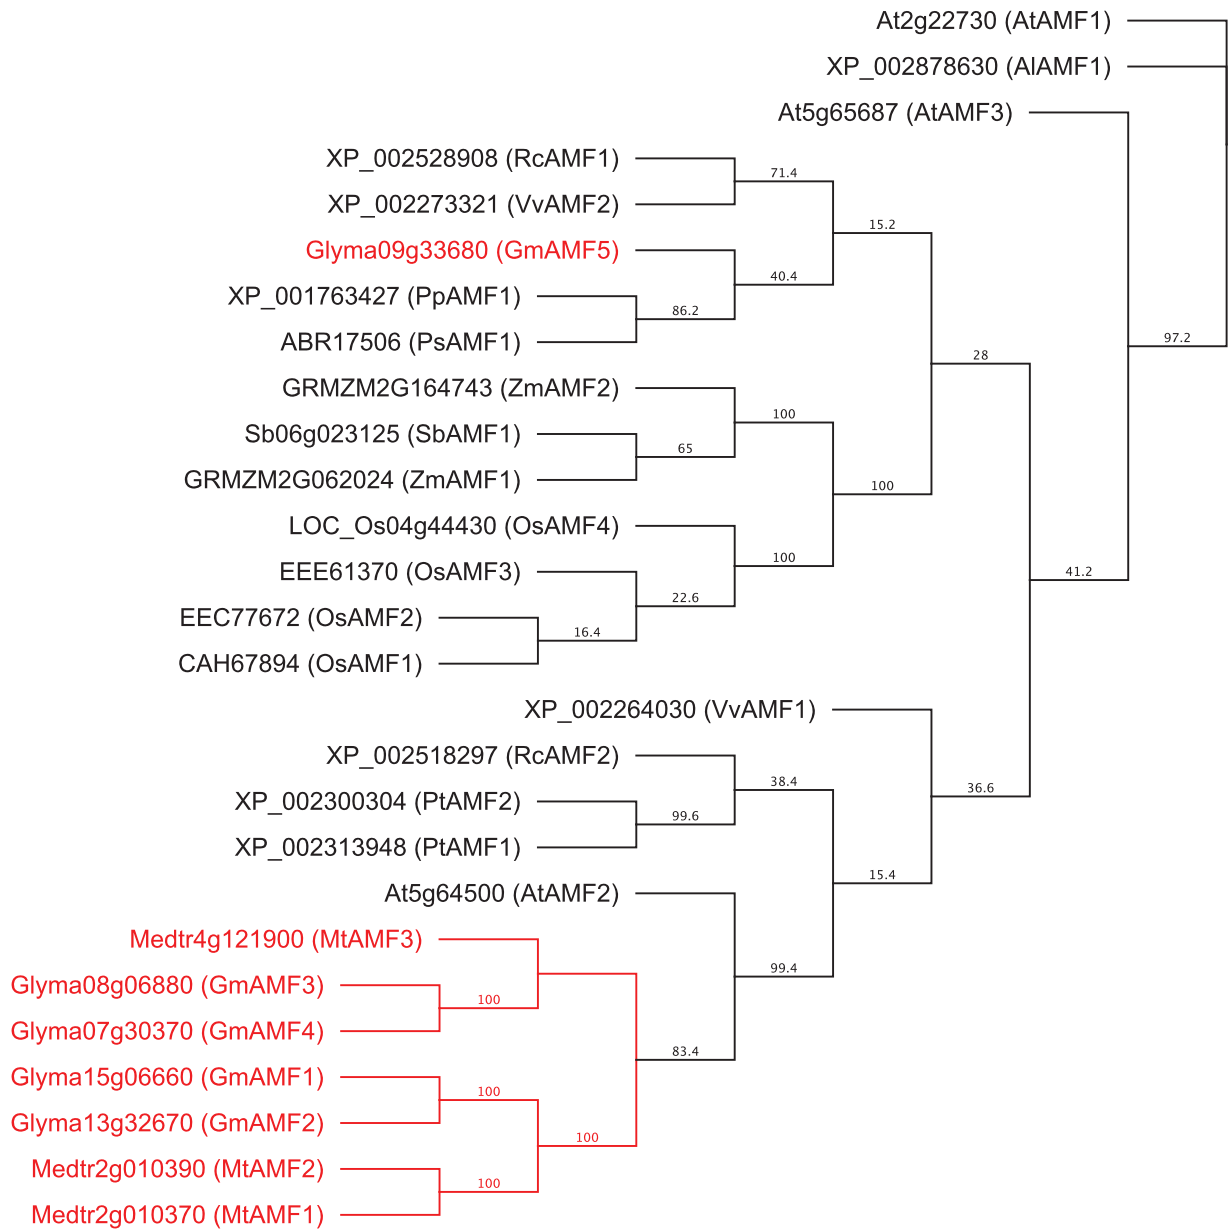 At2g22730 (AtAMF1)
XP_002878630 (AlAMF1)
At5g65687 (AtAMF3)
XP_002528908 (RcAMF1)
71.4
XP_002273321 (VvAMF2)
15.2
Glyma09g33680 (GmAMF5)
40.4
XP_001763427 (PpAMF1)
86.2
ABR17506 (PsAMF1)
97.2
28
GRMZM2G164743 (ZmAMF2)
100
Sb06g023125 (SbAMF1)
65
GRMZM2G062024 (ZmAMF1)
100
LOC_Os04g44430 (OsAMF4)
100
EEE61370 (OsAMF3)
41.2
22.6
EEC77672 (OsAMF2)
16.4
CAH67894 (OsAMF1)
XP_002264030 (VvAMF1)
XP_002518297 (RcAMF2)
38.4
36.6
XP_002300304 (PtAMF2)
99.6
XP_002313948 (PtAMF1)
15.4
At5g64500 (AtAMF2)
Medtr4g121900 (MtAMF3)
99.4
Glyma08g06880 (GmAMF3)
100
Glyma07g30370 (GmAMF4)
83.4
Glyma15g06660 (GmAMF1)
100
Glyma13g32670 (GmAMF2)
100
Medtr2g010390 (MtAMF2)
100
Medtr2g010370 (MtAMF1)